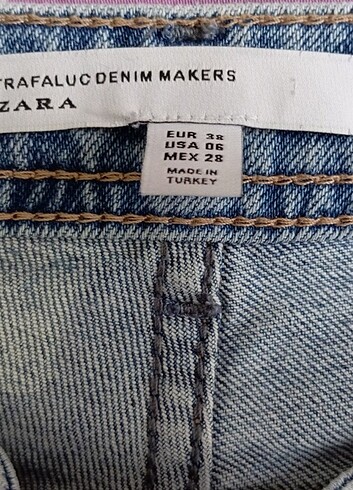 TRAFALUC DENIM MAKERS
ZARA
EUR 38
USA 06
MEX 28
MADE IN
TURKEY